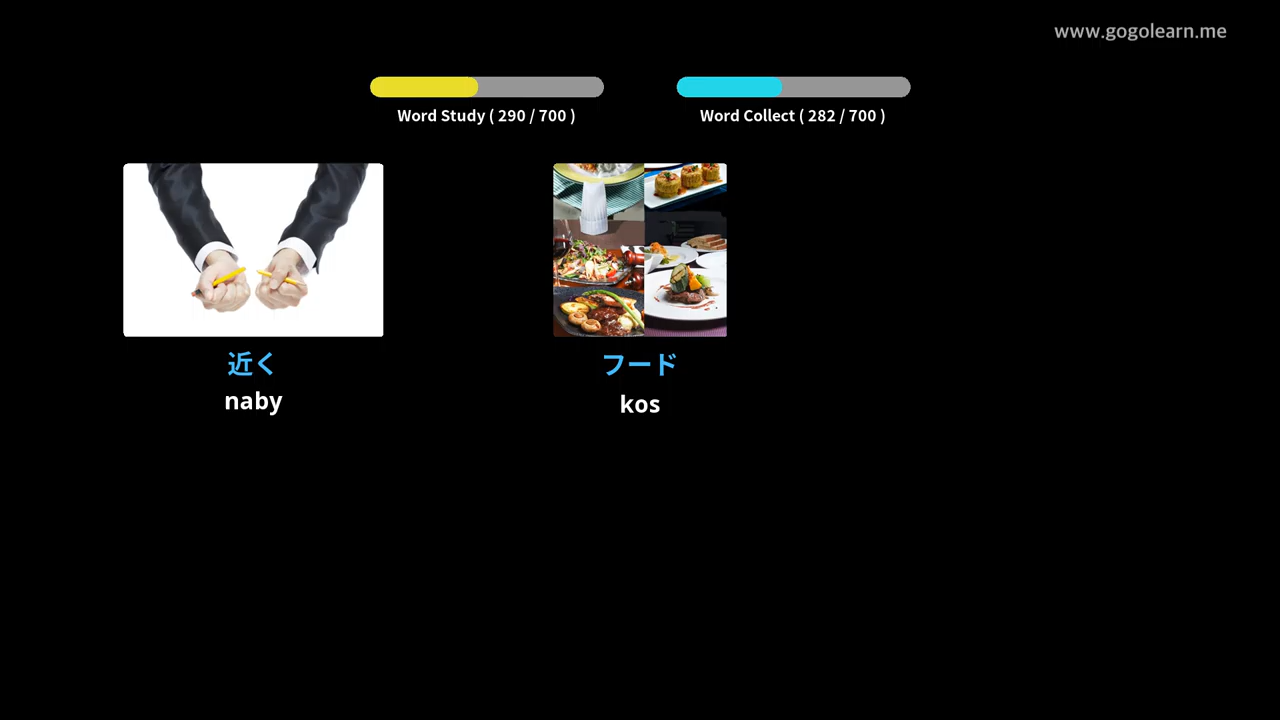 www.gogolearn.me
Word Study ( 290 / 700 )
Word Collect ( 282 / 700 )
近く
naby
フード
kos